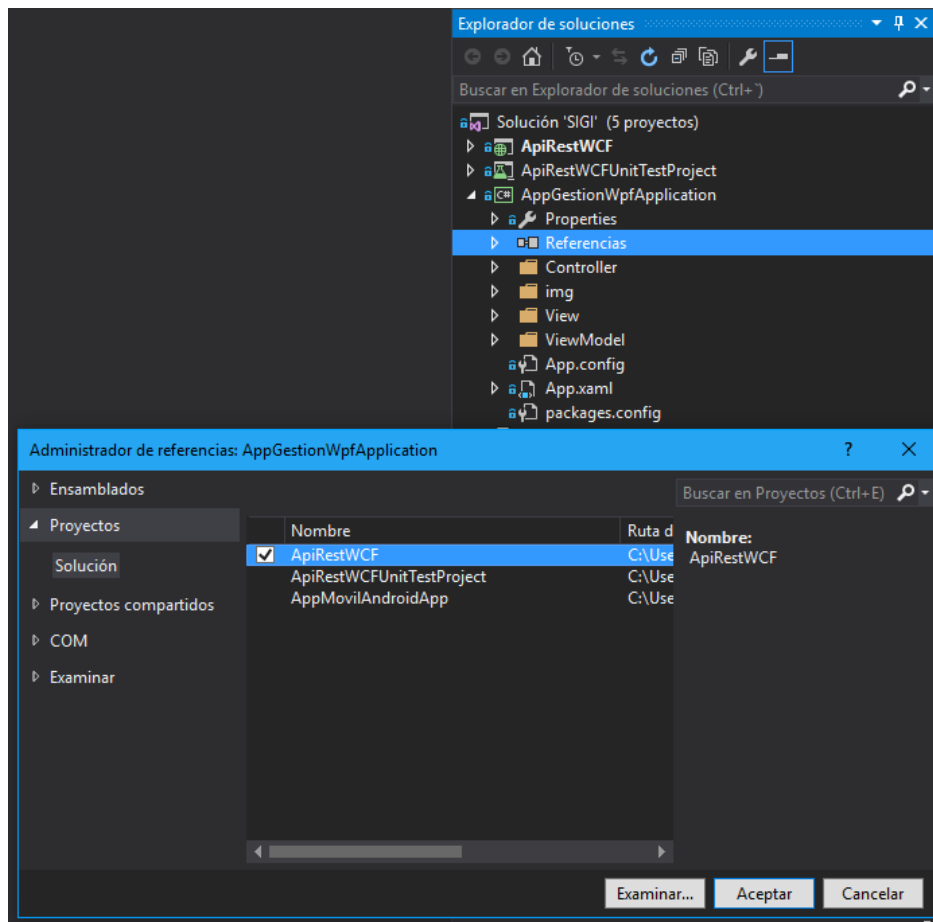 Explorador de soluciones
Buscar en Explorador de soluciones (Ctrl+`)
Solución 'SIGI' (5 proyectos)
ApiRestWCF
ApiRestWCFUnitTestProject
C# AppGestionWpfApplication
Properties
Referencias
Controller
img
View
ViewModel
App.config
App.xaml
packages.config
Administrador de referencias: AppGestionWpfApplication ? ×
Ensamblados
Buscar en Proyectos (Ctrl+E)
Proyectos
Solución
Proyectos compartidos
COM
Examinar
Nombre Ruta d
ApiRestWCF C:\Use
ApiRestWCFUnitTestProject C:\Use
AppMovilAndroidApp C:\Use
Nombre:
ApiRestWCF
Examinar... Aceptar Cancelar